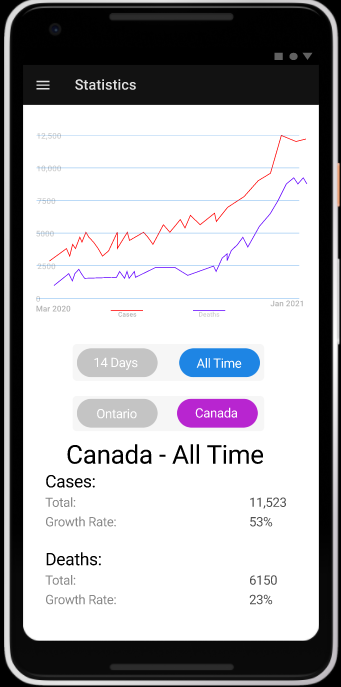 Statistics
12,500
10,000
7500
5000
2500
0
Mar 2020
Jan 2021
Cases
Deaths
14 Days
All Time
Ontario
Canada
Canada - All Time
Cases:
Total: 11,523
Growth Rate: 53%
Deaths:
Total: 6150
Growth Rate: 23%